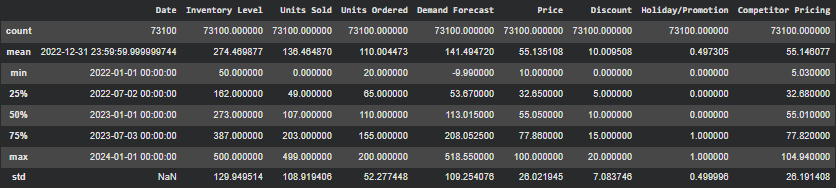 Date Inventory Level Units Sold Units Ordered Demand Forecast Price Discount Holiday/Promotion Competitor Pricing
count 73100 73100.000000 73100.000000 73100.000000 73100.000000 73100.000000 73100.000000 73100.000000 73100.000000
mean 2022-12-31 23:59:59.999999744 274.469877 136.464870 110.004473 141.494720 55.135108 10.009508 0.497305 55.146077
min 2022-01-01 00:00:00 50.000000 0.000000 20.000000 -9.990000 10.000000 0.000000 0.000000 5.030000
25% 2022-07-02 00:00:00 162.000000 49.000000 65.000000 53.670000 32.650000 5.000000 0.000000 32.680000
50% 2023-01-01 00:00:00 273.000000 107.000000 110.000000 113.015000 55.050000 10.000000 0.000000 55.010000
75% 2023-07-03 00:00:00 387.000000 203.000000 155.000000 208.052500 77.860000 15.000000 1.000000 77.820000
max 2024-01-01 00:00:00 500.000000 499.000000 200.000000 518.550000 100.000000 20.000000 1.000000 104.940000
std NaN 129.949514 108.919406 52.277448 109.254076 26.021945 7.083746 0.499996 26.191408